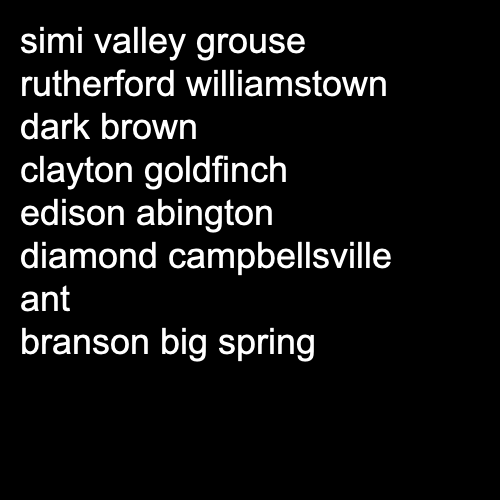 simi valley grouse
rutherford williamstown
dark brown
clayton goldfinch
edison abington
diamond campbellsville
ant
branson big spring